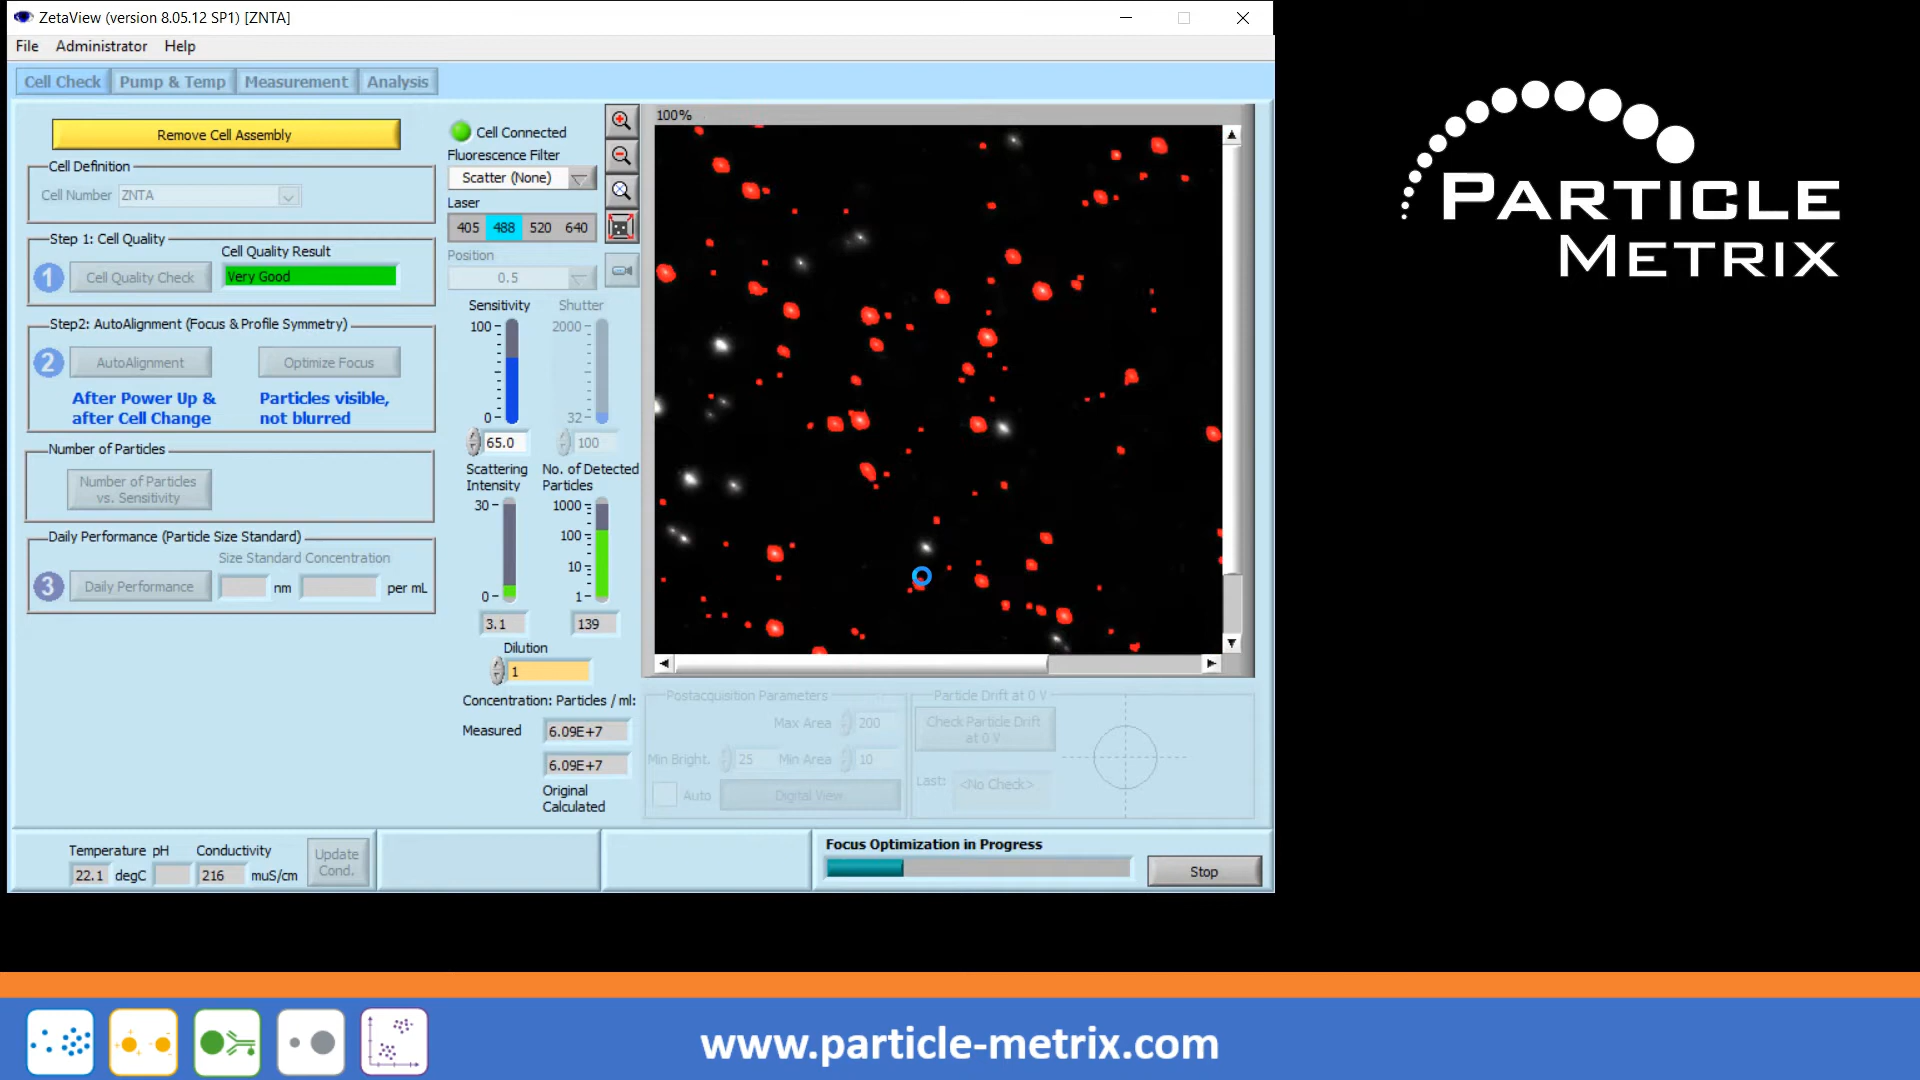 ZetaView (version 8.05.12 SP1) [ZNTA]
File Administrator Help
Cell Check Pump & Temp Measurement Analysis
Remove Cell Assembly
Cell Definition
Cell Number ZNTA
Step 1: Cell Quality
Cell Quality Result
1 Cell Quality Check Very Good
Step2: AutoAlignment (Focus & Profile Symmetry)
2 AutoAlignment Optimize Focus
After Power Up & Particles visible,
after Cell Change not blurred
Number of Particles
Number of Particles
vs. Sensitivity
Daily Performance (Particle Size Standard)
Size Standard Concentration
3 Daily Performance nm per mL
Cell Connected
Fluorescence Filter
Scatter (None)
Laser
405 488 520 640
Position
0.5
Sensitivity Shutter
100 2000
0 32
65.0 100
Scattering No. of Detected
Intensity Particles
30 1000
100
10
0 1
3.1 139
Dilution
1
Concentration: Particles / ml:
Measured 6.09E+7
6.09E+7
Original
Calculated
100%
Postacquisition Parameters
Max Area 200
Min Bright. 25 Min Area 10
Auto Digital View
Particle Drift at 0 V
Check Particle Drift
at 0 V
Last: <No Check>
Temperature pH Conductivity
22.1 degC 216 muS/cm
Update
Cond.
Focus Optimization in Progress
Stop
PARTICLE
METRIX
www.particle-metrix.com